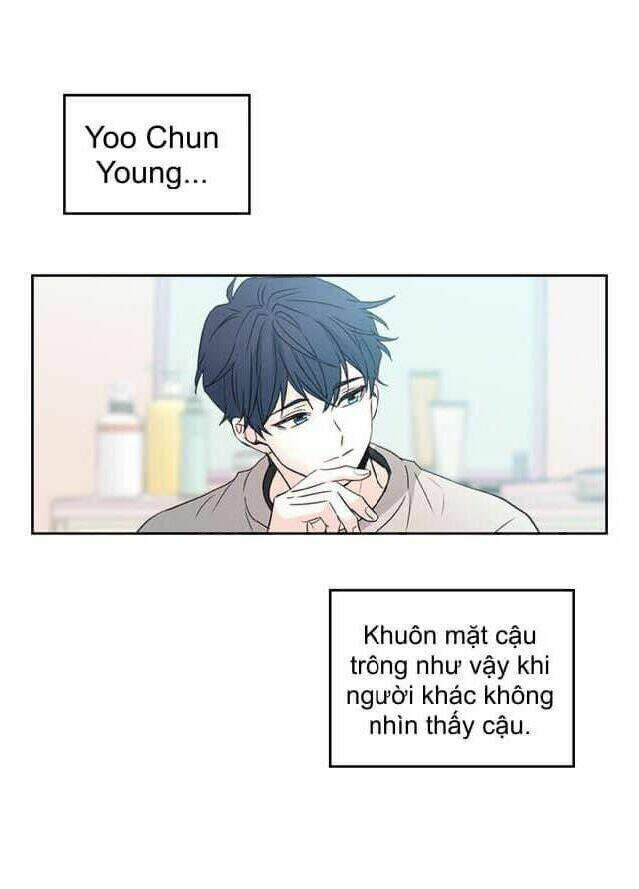 Yoo Chun
Young...
Khuôn mặt cậu
trông như vậy khi
người khác không
nhìn thấy cậu.